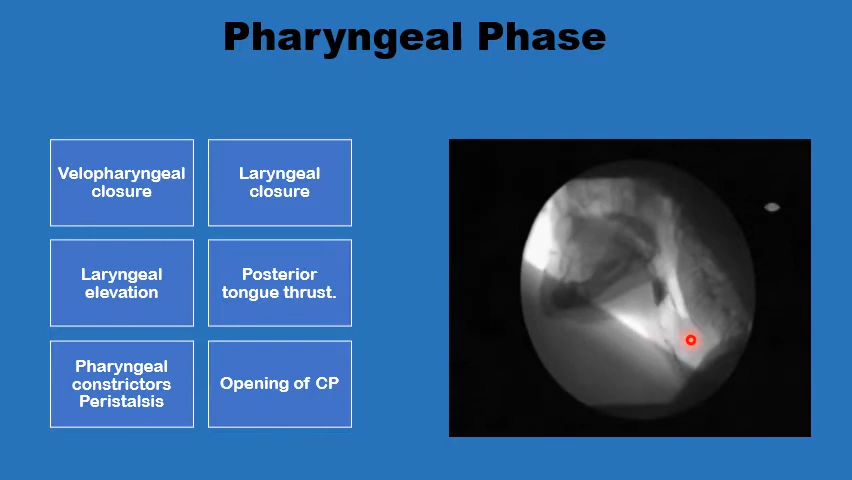 Pharyngeal Phase
Velopharyngeal
closure
Laryngeal
closure
Laryngeal
elevation
Posterior
tongue thrust.
Pharyngeal
constrictors
Peristalsis
Opening of CP